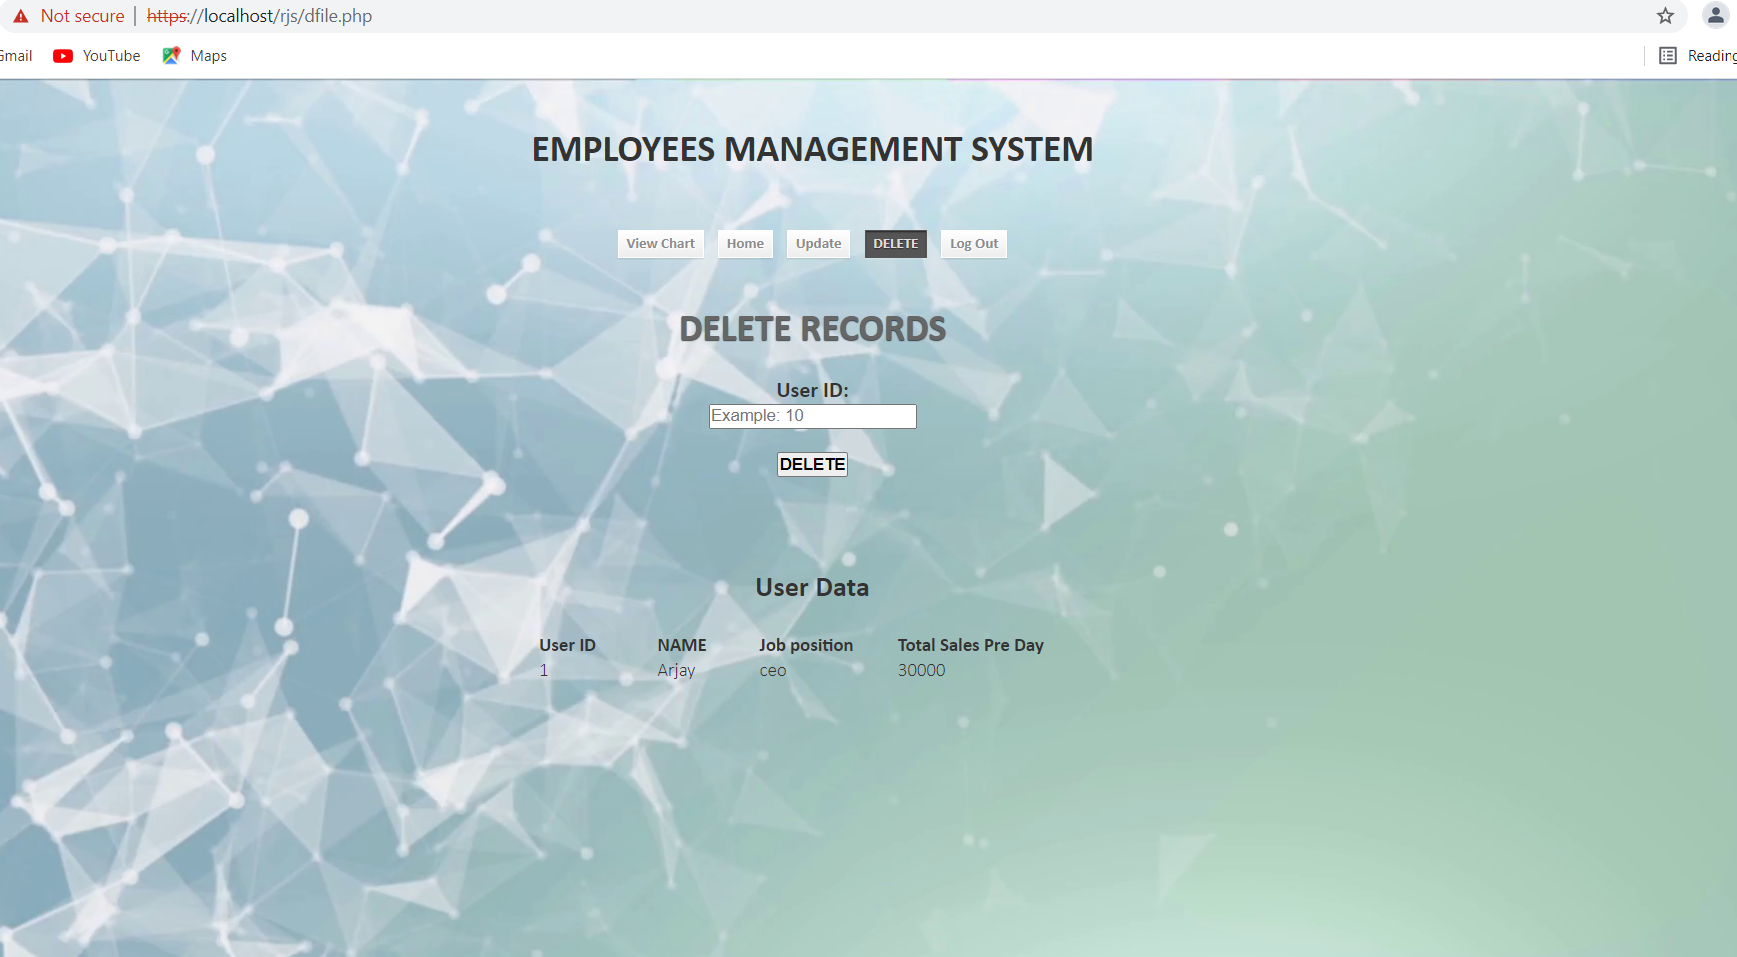 Not secure | https://localhost/rjs/dfile.php
Gmail YouTube Maps Reading
EMPLOYEES MANAGEMENT SYSTEM
View Chart Home Update DELETE Log Out
DELETE RECORDS
User ID:
Example: 10
DELETE
User Data
User ID NAME Job position Total Sales Pre Day
1 Arjay ceo 30000